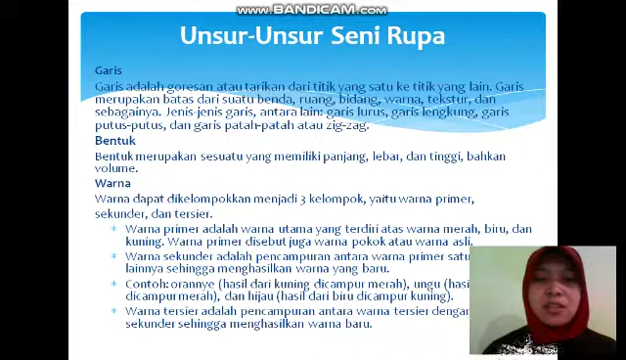 www.BANDICAM.com
Unsur-Unsur Seni Rupa
Garis
Garis adalah goresan atau tarikan dari titik yang satu ke titik yang lain. Garis
merupakan batas dari suatu benda, ruang, bidang, warna, tekstur, dan
sebagainya. Jenis-jenis garis, antara lain: garis lurus, garis lengkung, garis
putus-putus, dan garis patah-patah atau zig-zag.
Bentuk
Bentuk merupakan sesuatu yang memiliki panjang, lebar, dan tinggi, bahkan
volume.
Warna
Warna dapat dikelompokkan menjadi 3 kelompok, yaitu warna primer,
sekunder, dan tersier.
Warna primer adalah warna utama yang terdiri atas warna merah, biru, dan
kuning. Warna primer disebut juga warna pokok atau warna asli.
Warna sekunder adalah pencampuran antara warna primer satu
lainnya sehingga menghasilkan warna yang baru.
Contoh: orannye (hasil dari kuning dicampur merah), ungu (hasi
dicampur merah), dan hijau (hasil dari biru dicampur kuning).
Warna tersier adalah pencampuran antara warna tersier dengan
sekunder sehingga menghasilkan warna baru.